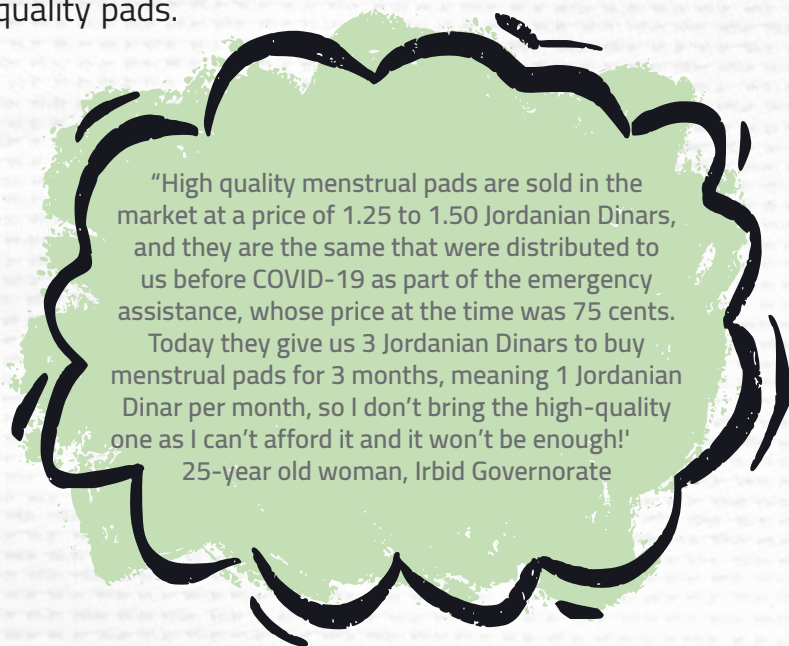 quality pads.
“High quality menstrual pads are sold in the
market at a price of 1.25 to 1.50 Jordanian Dinars,
and they are the same that were distributed to
us before COVID-19 as part of the emergency
assistance, whose price at the time was 75 cents.
Today they give us 3 Jordanian Dinars to buy
menstrual pads for 3 months, meaning 1 Jordanian
Dinar per month, so I don’t bring the high-quality
one as I can’t afford it and it won’t be enough!'
25-year old woman, Irbid Governorate